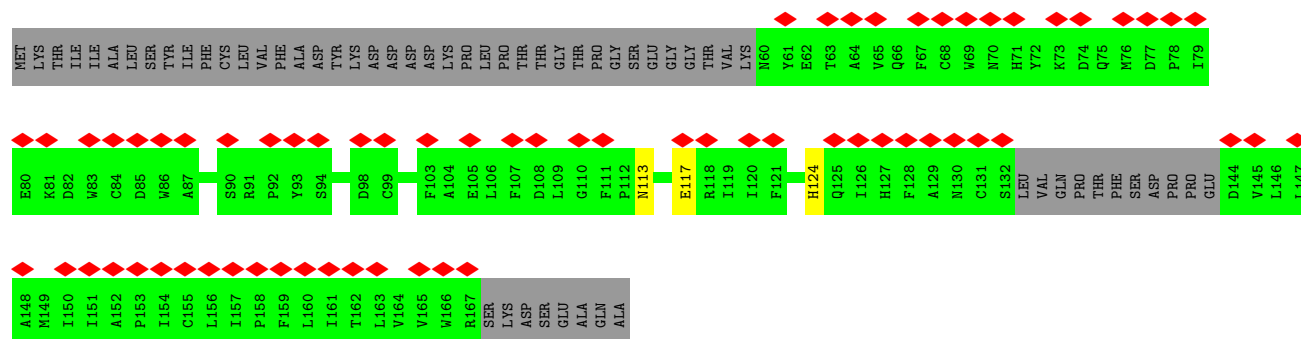 MET LYS THR ILE ILE ALA LEU SER TYR ILE PHE CYS LEU VAL PHE ALA ASP TYR LYS ASP ASP ASP ASP LYS PRO LEU PRO THR THR GLY THR PRO GLY SER GLU GLY GLY THR VAL LYS N60 Y61 E62 T63 A64 V65 Q66 F67 C68 W69 N70 H71 Y72 K73 D74 Q75 M76 D77 P78 I79
E80 K81 D82 W83 C84 D85 W86 A87 S90 R91 P92 Y93 S94 D98 C99 F103 A104 E105 L106 F107 D108 L109 G110 F111 P112 N113 E117 R118 I119 I120 F121 H124 Q125 I126 H127 F128 A129 N130 C131 S132 LEU VAL GLN PRO THR PHE SER ASP PRO PRO GLU D144 V145 L146 L147
A148 M149 I150 I151 A152 P153 I154 C155 L156 I157 P158 F159 L160 I161 T162 L163 V164 V165 W166 R167 SER LYS ASP SER GLU ALA GLN ALA